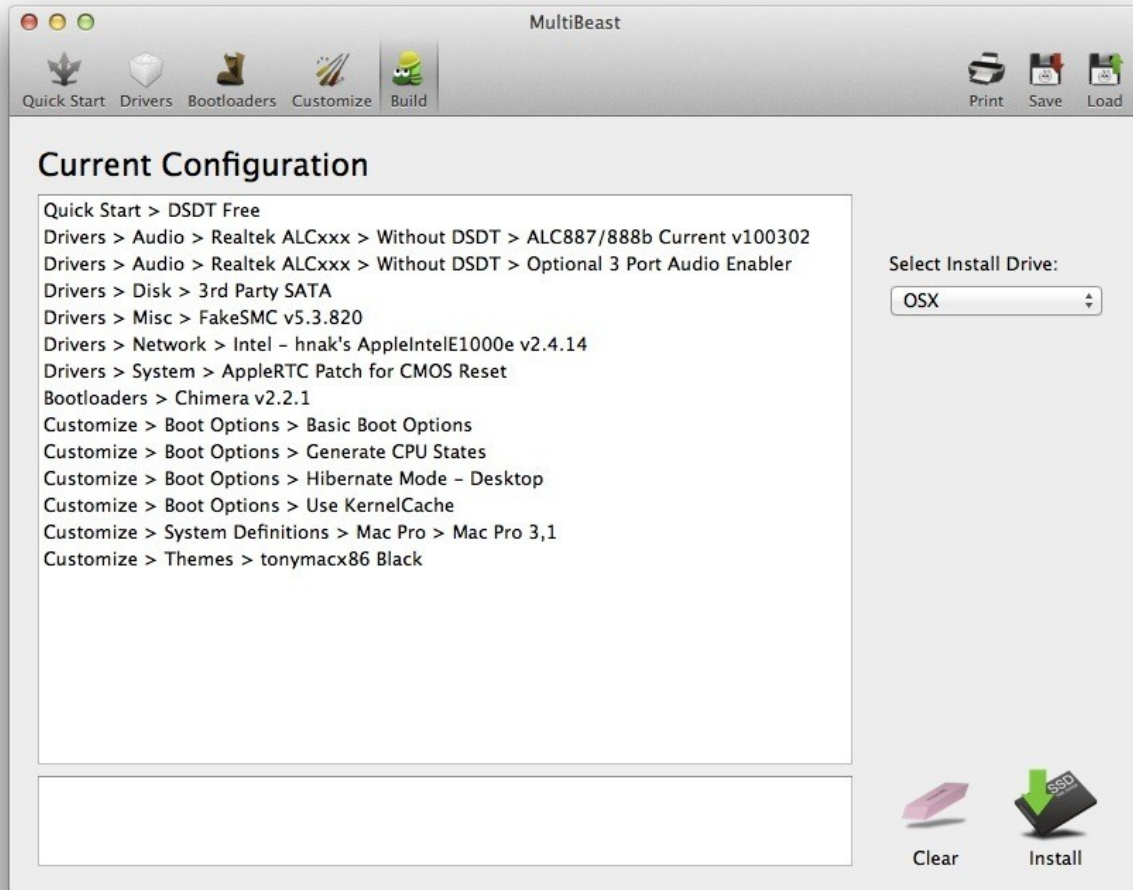 MultiBeast
Quick Start Drivers Bootloaders Customize Build Print Save Load
Current Configuration
Quick Start > DSDT Free
Drivers > Audio > Realtek ALCxxx > Without DSDT > ALC887/888b Current v100302
Drivers > Audio > Realtek ALCxxx > Without DSDT > Optional 3 Port Audio Enabler
Drivers > Disk > 3rd Party SATA
Drivers > Misc > FakeSMC v5.3.820
Drivers > Network > Intel – hnak's AppleIntelE1000e v2.4.14
Drivers > System > AppleRTC Patch for CMOS Reset
Bootloaders > Chimera v2.2.1
Customize > Boot Options > Basic Boot Options
Customize > Boot Options > Generate CPU States
Customize > Boot Options > Hibernate Mode – Desktop
Customize > Boot Options > Use KernelCache
Customize > System Definitions > Mac Pro > Mac Pro 3,1
Customize > Themes > tonymacx86 Black
Select Install Drive:
OSX
SSD
Clear Install